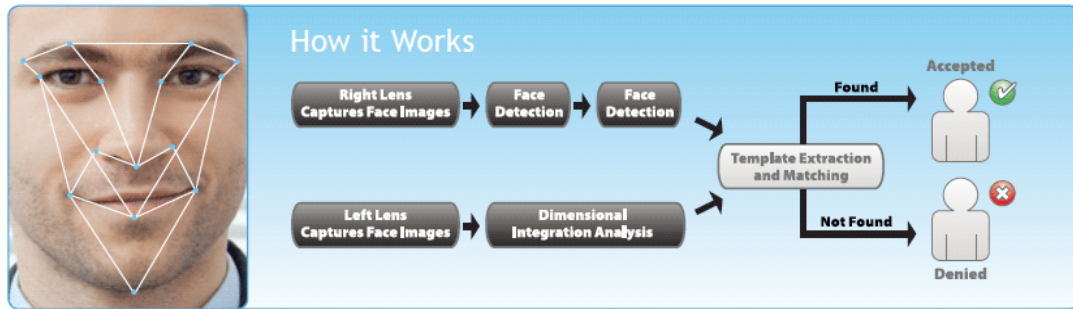 How it Works
Right Lens
Captures Face Images
Face
Detection
Face
Detection
Left Lens
Captures Face Images
Dimensional
Integration Analysis
Template Extraction
and Matching
Found
Accepted
Not Found
Denied